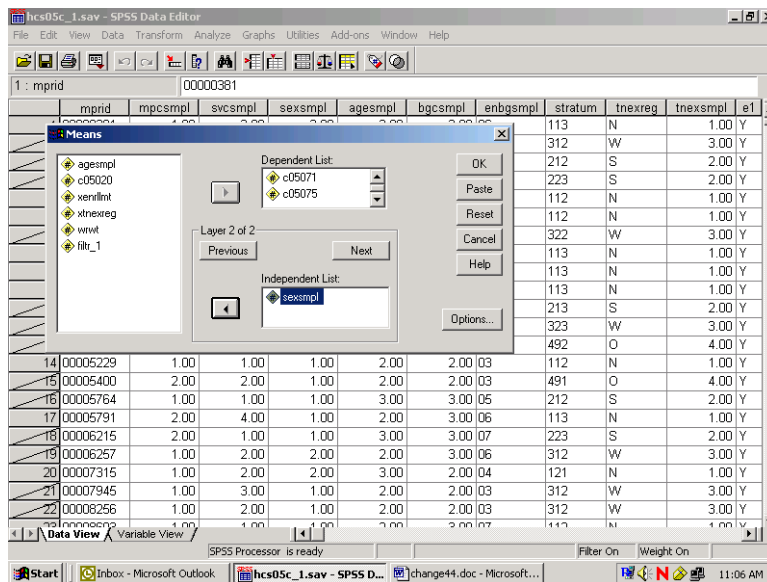 hcs05c_1.sav - SPSS Data Editor
File Edit View Data Transform Analyze Graphs Utilities Add-ons Window Help
1 : mprid 00000381
mprid mpcsmpl svcsmpl sexsmpl agesmpl bgcsmpl enbgsmpl stratum tnexreg tnexsmpl e1
113 N 1.00 Y
Means
312 W 3.00 Y
212 S 2.00 Y
223 S 2.00 Y
112 N 1.00 Y
112 N 1.00 Y
322 W 3.00 Y
113 N 1.00 Y
113 N 1.00 Y
113 N 1.00 Y
213 S 2.00 Y
323 W 3.00 Y
492 O 4.00 Y
agesmpl
c05020
xenrllmt
xtnexreg
wrwt
filtr_1
Dependent List:
c05071
c05075
Layer 2 of 2
Previous Next
Independent List:
sexsmpl
OK
Paste
Reset
Cancel
Help
Options...
14 00005229 1.00 1.00 1.00 2.00 2.00 03 112 N 1.00 Y
15 00005400 2.00 2.00 1.00 2.00 2.00 03 491 O 4.00 Y
16 00005764 1.00 1.00 1.00 3.00 3.00 05 212 S 2.00 Y
17 00005791 2.00 4.00 1.00 2.00 3.00 06 113 N 1.00 Y
18 00006215 2.00 1.00 1.00 3.00 3.00 07 223 S 2.00 Y
19 00006257 1.00 2.00 2.00 2.00 3.00 06 312 W 3.00 Y
20 00007315 1.00 2.00 2.00 3.00 2.00 04 121 N 1.00 Y
21 00007945 1.00 3.00 1.00 2.00 2.00 03 312 W 3.00 Y
22 00008256 1.00 2.00 1.00 2.00 2.00 03 312 W 3.00 Y
Data View Variable View
SPSS Processor is ready Filter On Weight On
Start Inbox - Microsoft Outlook hcs05c_1.sav - SPSS D... change44.doc - Microsoft... 11:06 AM